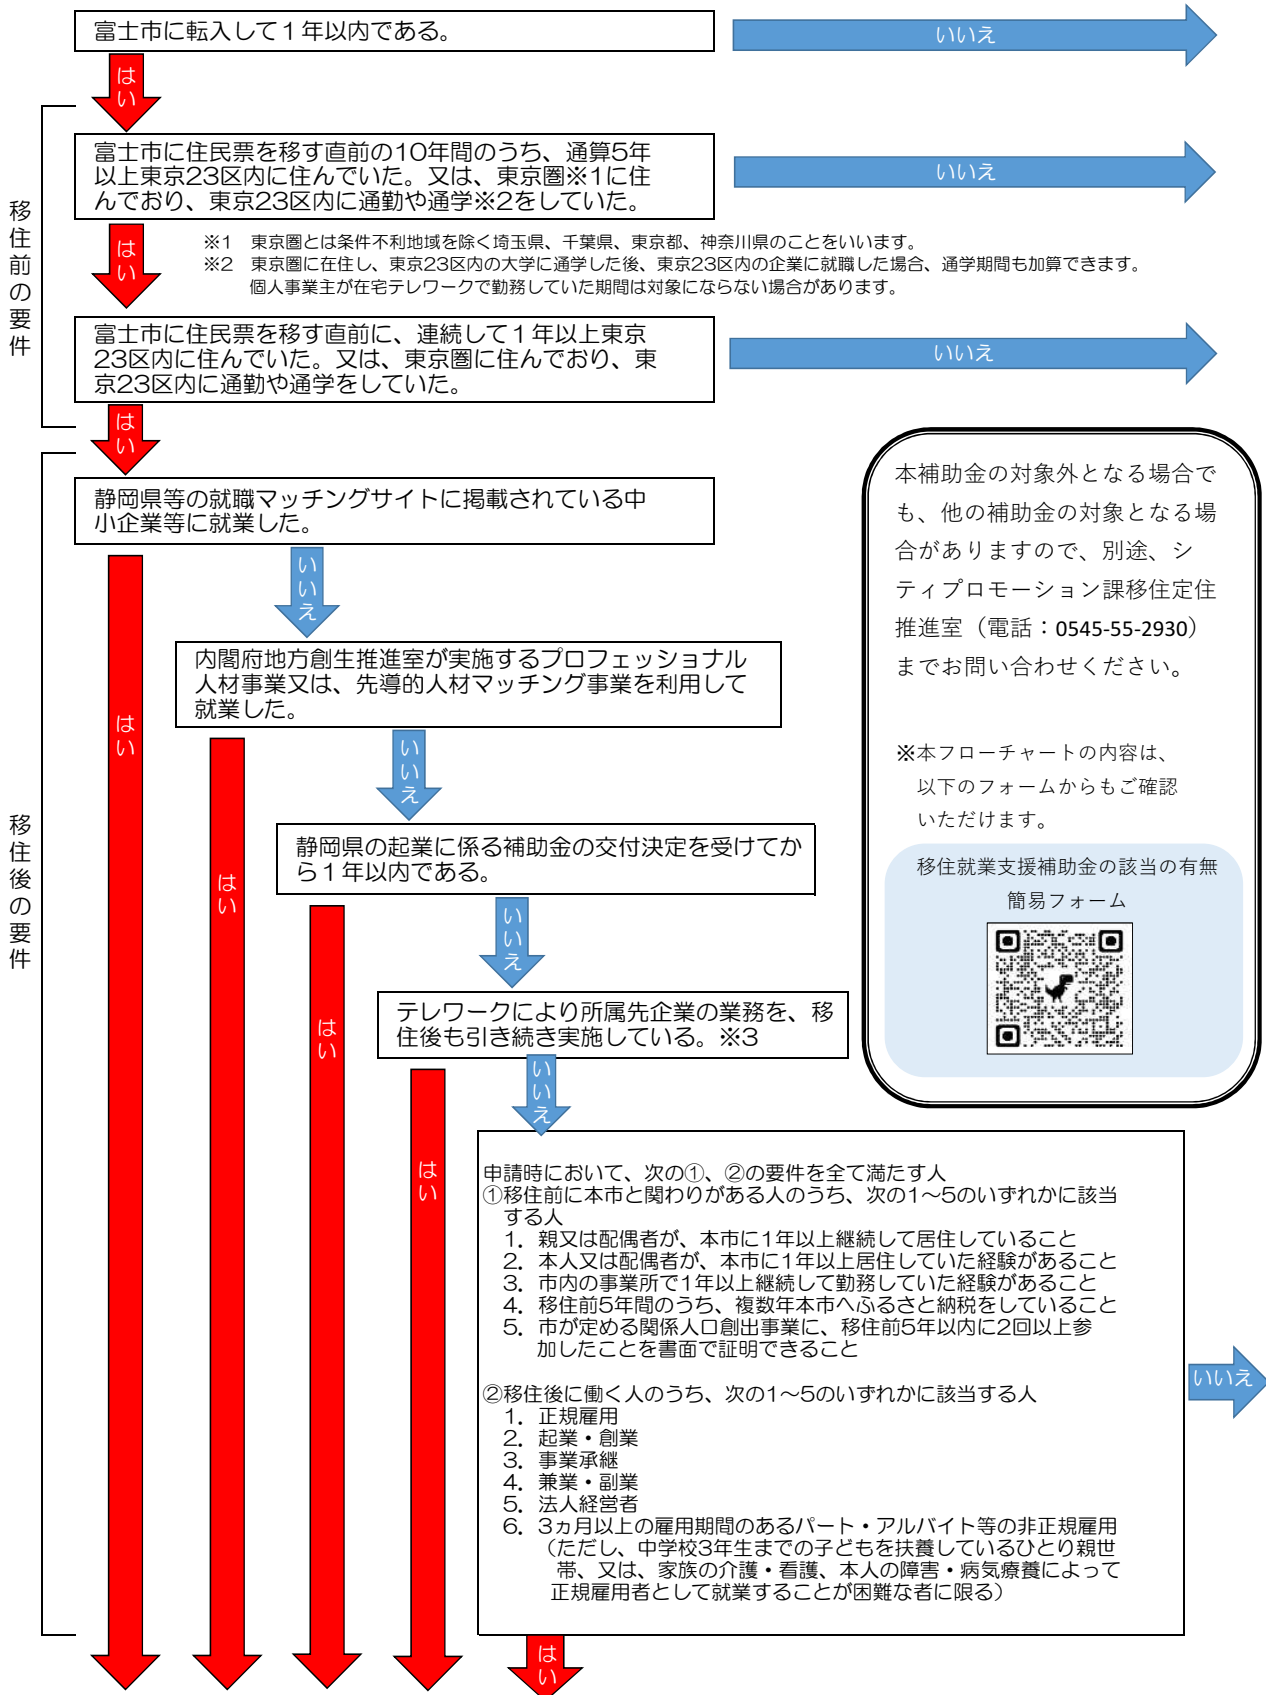 富士市に転入して１年以内である。
いいえ
はい
移住前の要件
富士市に住民票を移す直前の10年間のうち、通算5年
以上東京23区内に住んでいた。又は、東京圏※1に住
んでおり、東京23区内に通勤や通学※2をしていた。
いいえ
はい
※1　東京圏とは条件不利地域を除く埼玉県、千葉県、東京都、神奈川県のことをいいます。
※2　東京圏に在住し、東京23区内の大学に通学した後、東京23区内の企業に就職した場合、通学期間も加算できます。
個人事業主が在宅テレワークで勤務していた期間は対象にならない場合があります。
富士市に住民票を移す直前に、連続して１年以上東京
23区内に住んでいた。又は、東京圏に住んでおり、東
京23区内に通勤や通学をしていた。
いいえ
はい
移住後の要件
静岡県等の就職マッチングサイトに掲載されている中
小企業等に就業した。
いいえ
はい
内閣府地方創生推進室が実施するプロフェッショナル
人材事業又は、先導的人材マッチング事業を利用して
就業した。
いいえ
はい
静岡県の起業に係る補助金の交付決定を受けてか
ら１年以内である。
いいえ
はい
テレワークにより所属先企業の業務を、移
住後も引き続き実施している。※3
いいえ
はい
申請時において、次の①、②の要件を全て満たす人
①移住前に本市と関わりがある人のうち、次の1～5のいずれかに該当
する人
1．親又は配偶者が、本市に1年以上継続して居住していること
2．本人又は配偶者が、本市に1年以上居住していた経験があること
3．市内の事業所で1年以上継続して勤務していた経験があること
4．移住前5年間のうち、複数年本市へふるさと納税をしていること
5．市が定める関係人口創出事業に、移住前5年以内に2回以上参
加したことを書面で証明できること
②移住後に働く人のうち、次の1～5のいずれかに該当する人
1．正規雇用
2．起業・創業
3．事業承継
4．兼業・副業
5．法人経営者
6．3ヵ月以上の雇用期間のあるパート・アルバイト等の非正規雇用
（ただし、中学校3年生までの子どもを扶養しているひとり親世
帯、又は、家族の介護・看護、本人の障害・病気療養によって
正規雇用者として就業することが困難な者に限る）
いいえ
はい
本補助金の対象外となる場合で
も、他の補助金の対象となる場
合がありますので、別途、シ
ティプロモーション課移住定住
推進室（電話：0545-55-2930）
までお問い合わせください。
※本フローチャートの内容は、
以下のフォームからもご確認
いただけます。
移住就業支援補助金の該当の有無
簡易フォーム